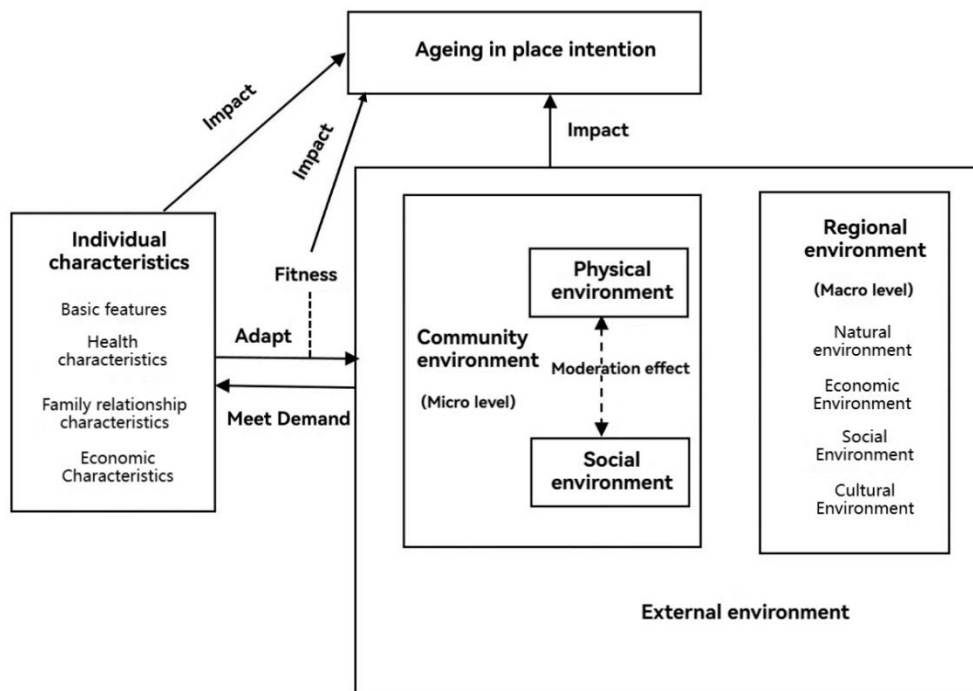 Ageing in place intention
Impact
Impact
Impact
Individual
characteristics
Basic features
Health
characteristics
Family relationship
characteristics
Economic
Characteristics
Fitness
Adapt
Meet Demand
Community
environment
(Micro level)
Physical
environment
Moderation effect
Social
environment
Regional
environment
(Macro level)
Natural
environment
Economic
Environment
Social
Environment
Cultural
Environment
External environment